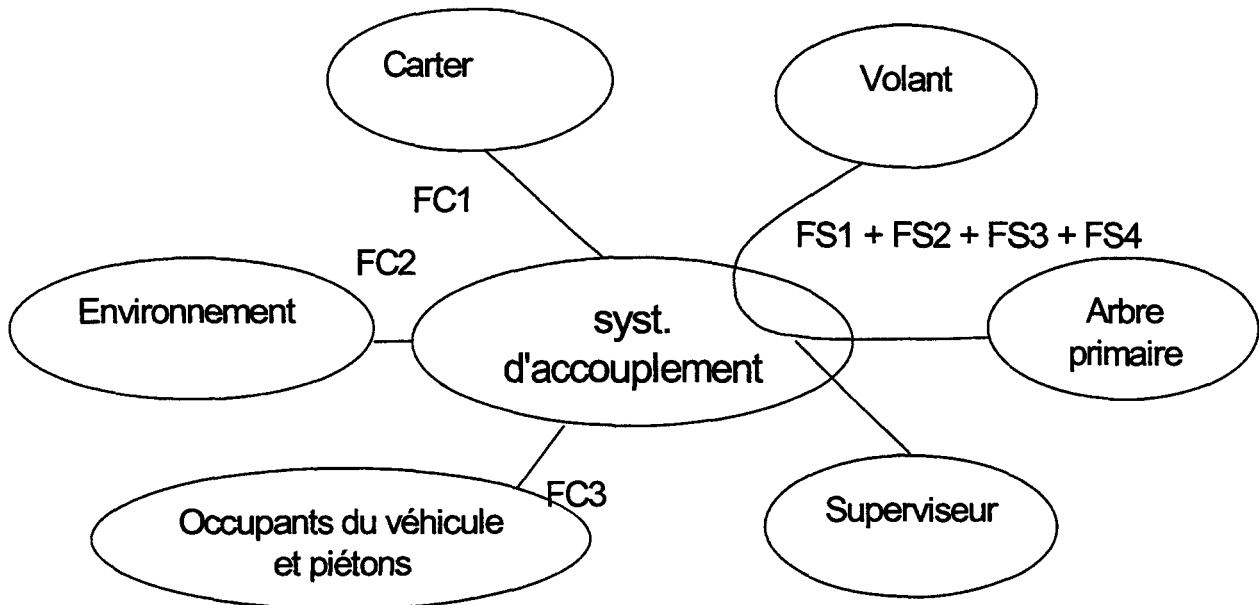 Carter
Volant
FC1
FS1 + FS2 + FS3 + FS4
FC2
Environnement
syst.
d'accouplement
Arbre
primaire
FC3
Occupants du véhicule
et piétons
Superviseur